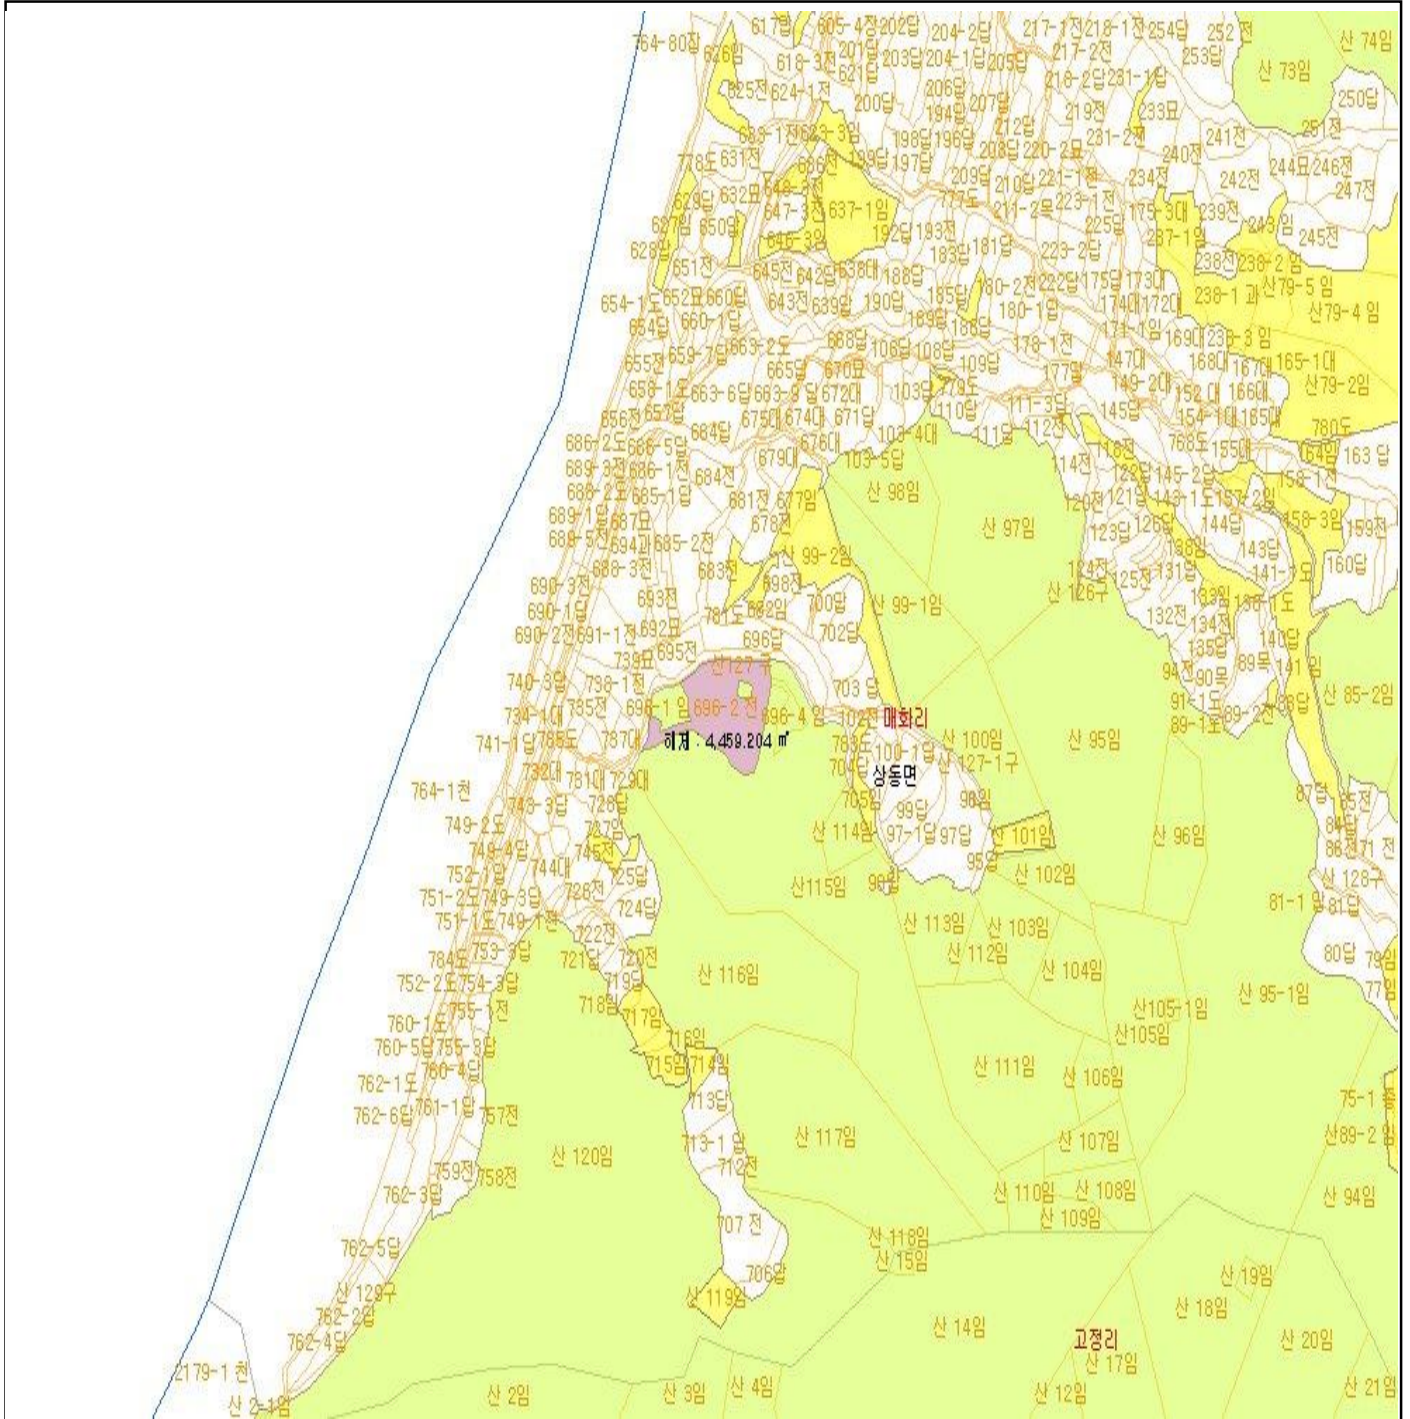 617답 605-4장 202답 204-2답 217-1전 218-1전 254답 252 전
산 74임
764-80잡 626임 618-3전 201답 203답 204-1답 205답 217-2전 253답
621답 218-2답 231-1답 산 73임
625전 624-1전 200답 206답 207답 219전 233묘 250답
194답 212답
633-1전 623-3임 198답 196답 231-2전 241전 251전
778도 631전 636전 199답 197답 208답 220-2묘 240전
632묘 648-3전 209답 210답 221-1전 234전 242전 244묘 246전
629답 647-3전 637-1임 777도 211-2목 223-1전 175-3대 239전 247전
627임 650답 646-3임 192답 193전 225답 237-1임 243임 245전
628답 651전 183답 181답 223-2답 238전 238-2 임
645전 642답 638대 188답 180-2전 222답 175답 173대 238-1 과 산79-5 임
654-1도 652묘 660답 643전 639답 190답 185답 180-1답 174대 172대 산79-4 임
654답 660-1답 189답 186답 171-1임
655전 659-7답 663-2도 668답 106답 108답 178-1전 169대 165-1대
665답 670묘 109답 177답 147대 168대 167대
658-1도 663-6답 663-9 답 672대 103답 779도 149-2대 152 대 166대 산79-2임
656전 657답 675대 674대 671답 110답 111-3답 145답 154-1대 165대 780도
686-2도 686-5답 684답 676대 103-4대 111답 112전 116전 768도 155대
689-3전 686-1전 679대 103-5답 114전 122답 145-2답 164임 163 답
688-2도 685-1답 684전 681전 677임 산 98임 120전 121답 143-1도 157-2임 158-1전
689-1답 687묘 678전 산 97임 123답 126답 144답 158-3임 159전
689-5전 694과 685-2전 산 99-2임 138임 143답
688-3전 683전 698전 124전 125전 131답 141-1도 160답
690-3전 693전 700답 산 99-1임 산 126구 133임 136-1도
690-1답 781도 682임 132전 134전
690-2전 691-1전 692묘 696답 702답 135답 140답
739묘 695전 산127 구 94전 90목 89목 141 임
740-3답 738-1전 703 답 91-1도 88답 산 85-2임
734-1대 735전 696-1 임 696-2 전 696-4 임 102전 매화리 89-1도 89-2전
741-1답 785도 737대 해제 : 4,459.204 ㎡ 783도 100-1답 산 100임 산 95임
732대 731대 729대 704답 상동면 산 127-1구
764-1천 743-3답 728답 705임 99답 96임 87답 85전
749-2도 727임 산 114임 97-1답 97답 산 101임 산 96임 84답
749-4답 745전 95답 86전 71 전
752-1답 744대 725답 산115임 98답 산 102임 산 128구
751-2도 749-3답 726전 724답 81-1 임 81답
751-1도 749-1전 722전 산 113임 산 103임
784도 753-3답 721답 720전 산 112임 80답 79임
752-2도 754-3답 719답 산 116임 산 104임 산 95-1임 77임
755-1전 718임 717임 산105-1임
760-1도 716임 산105임
760-5답 755-3답 715임 714임 산 111임
762-1도 760-4답 산 106임
762-6답 761-1답 757전 713답 75-1 종
713-1 답 산 117임 산 107임 산89-2 임
759전 758전 산 120임 712전
762-3답 산 110임 산 108임 산 94임
707 전 산 109임
762-5답 산 118임
산 15임
706답 산 19임
산 129구 산 119임
762-2답 산 18임
762-4답 산 14임 고정리 산 20임
2179-1 천 산 17임
산 2-1임 산 2임 산 3임 산 4임 산 12임 산 21임